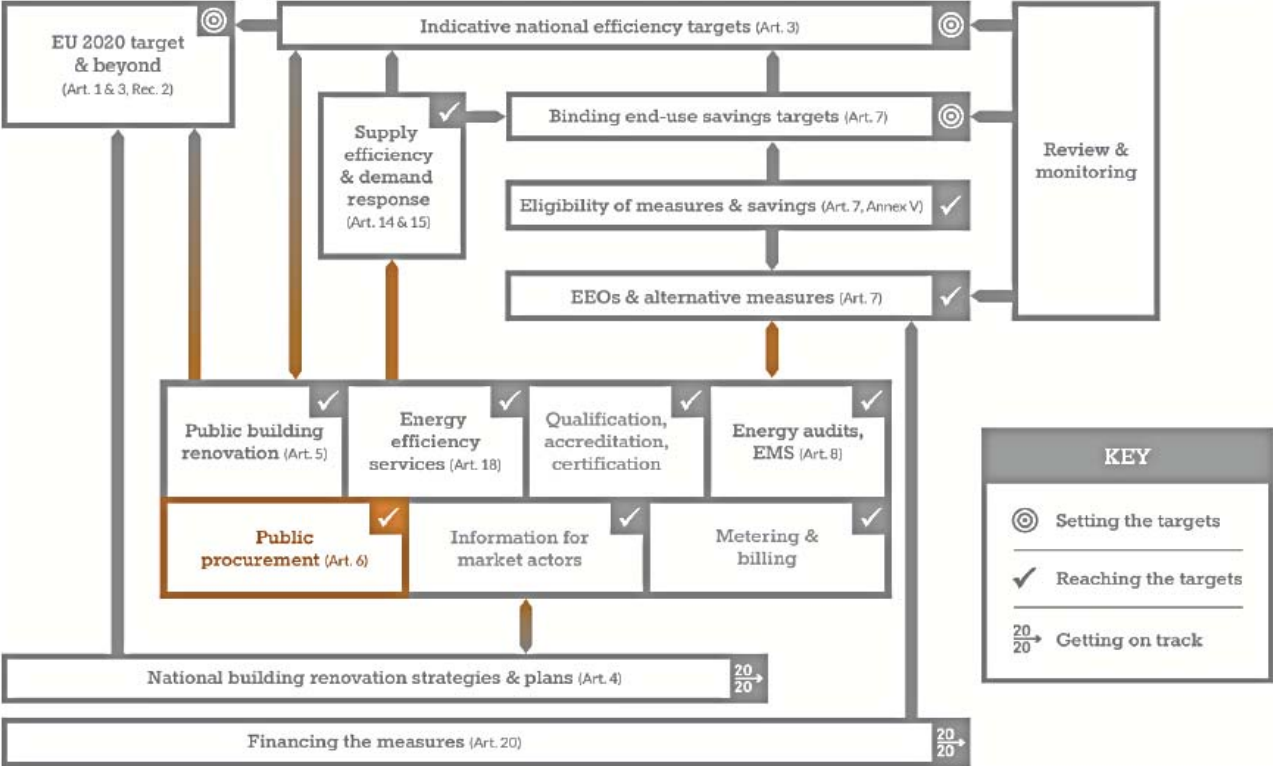 EU 2020 target
& beyond
(Art. 1 & 3, Rec. 2)
Indicative national efficiency targets (Art. 3)
Supply
efficiency
& demand
response
(Art. 14 & 15)
Binding end-use savings targets (Art. 7)
Eligibility of measures & savings (Art. 7, Annex V)
EEOs & alternative measures (Art. 7)
Review &
monitoring
Public building
renovation (Art. 5)
Energy
efficiency
services (Art. 18)
Qualification,
accreditation,
certification
Energy audits,
EMS (Art. 8)
Public
procurement (Art. 6)
Information for
market actors
Metering &
billing
National building renovation strategies & plans (Art. 4)
20
20
Financing the measures (Art. 20)
20
20
KEY
Setting the targets
Reaching the targets
20
20
Getting on track